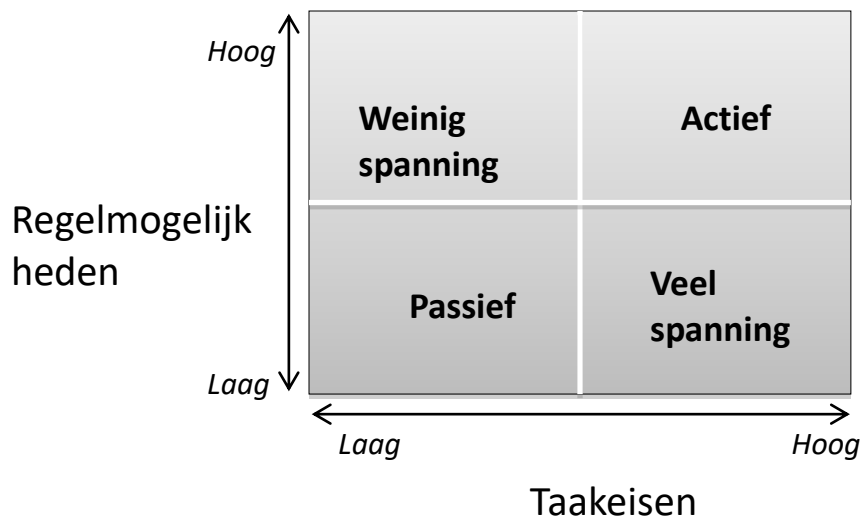 Hoog
Weinig
spanning
Actief
Regelmogelijk
heden
Passief
Veel
spanning
Laag
Laag
Hoog
Taakeisen